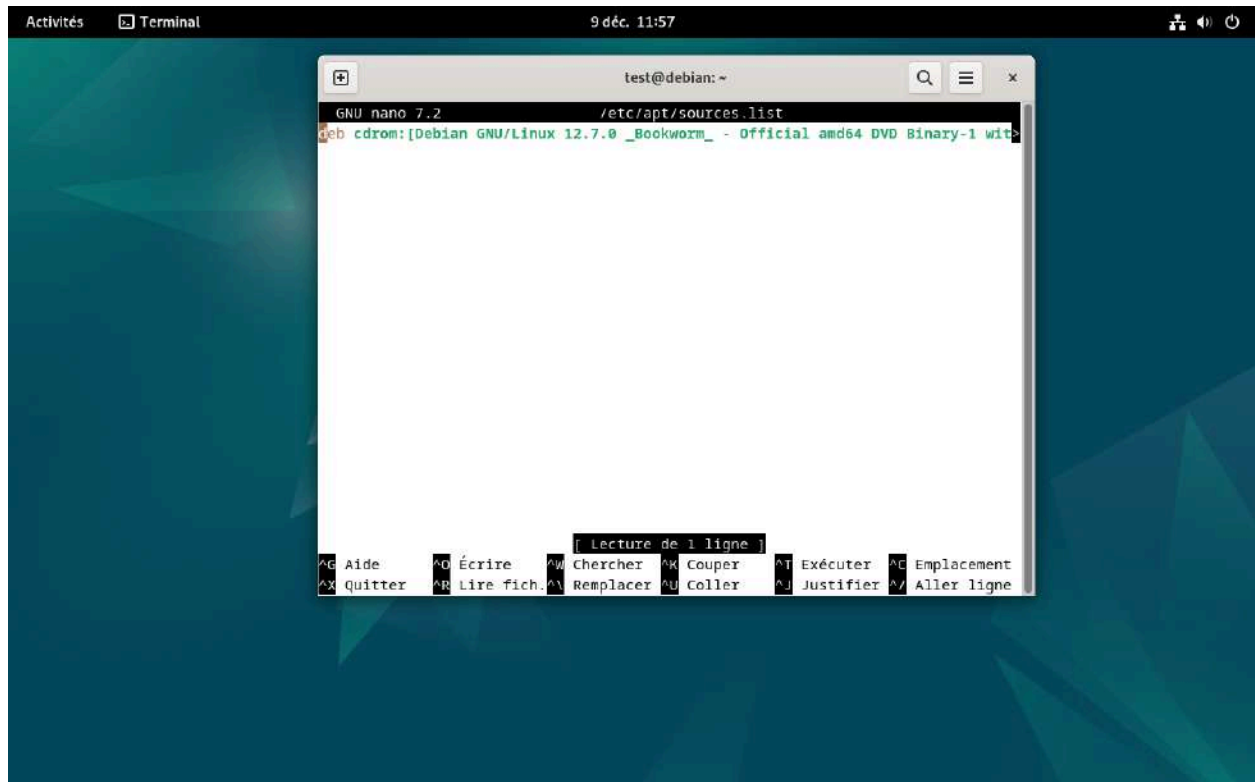 Activités Terminal 9 déc. 11:57
test@debian: ~
GNU nano 7.2 /etc/apt/sources.list
deb cdrom:[Debian GNU/Linux 12.7.0 _Bookworm_ - Official amd64 DVD Binary-1 wit>
[ Lecture de 1 ligne ]
^G Aide ^O Écrire ^W Chercher ^K Couper ^T Exécuter ^C Emplacement
^X Quitter ^R Lire fich. ^\ Remplacer ^U Coller ^J Justifier ^/ Aller ligne